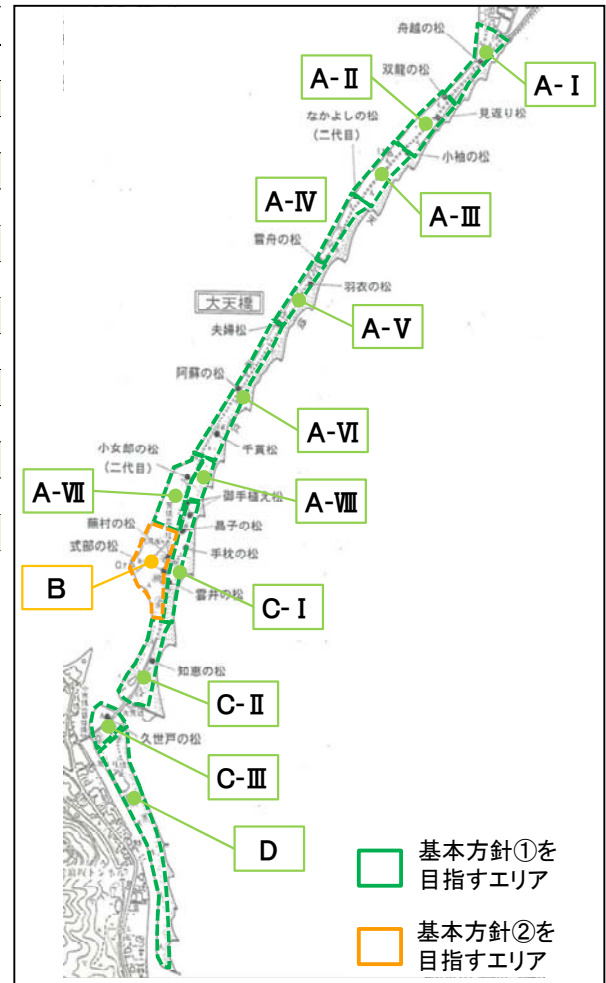 舟越の松
A-Ⅰ
双龍の松
A-Ⅱ
見返り松
なかよしの松
(二代目)
小袖の松
A-Ⅲ
A-Ⅳ
雪舟の松
羽衣の松
大天橋
A-Ⅴ
夫婦松
阿蘇の松
A-Ⅵ
千貫松
小女郎の松
(二代目)
A-Ⅶ
A-Ⅷ
御手植え松
蕪村の松
晶子の松
式部の松
手枕の松
B
雲井の松
C-Ⅰ
知恵の松
C-Ⅱ
久世戸の松
C-Ⅲ
D
基本方針①を
目指すエリア
基本方針②を
目指すエリア